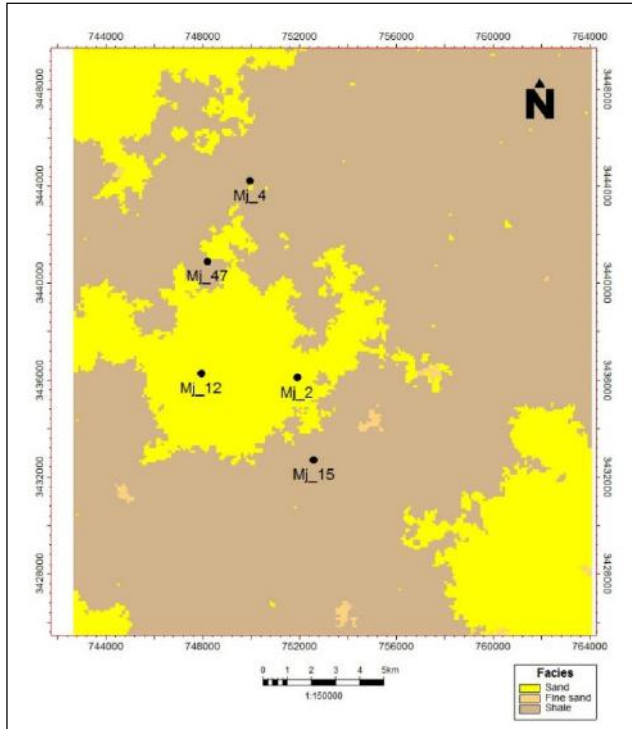 744000 748000 752000 756000 760000 764000
3448000 3448000
N
3444000 3444000
Mj_4
Mj_47
3440000 3440000
3436000 3436000
Mj_12 Mj_2
3432000 3432000
Mj_15
3428000 3428000
744000 748000 752000 756000 760000 764000
0 1 2 3 4 5km
1:150000
Facies
Sand
Fine sand
Shale